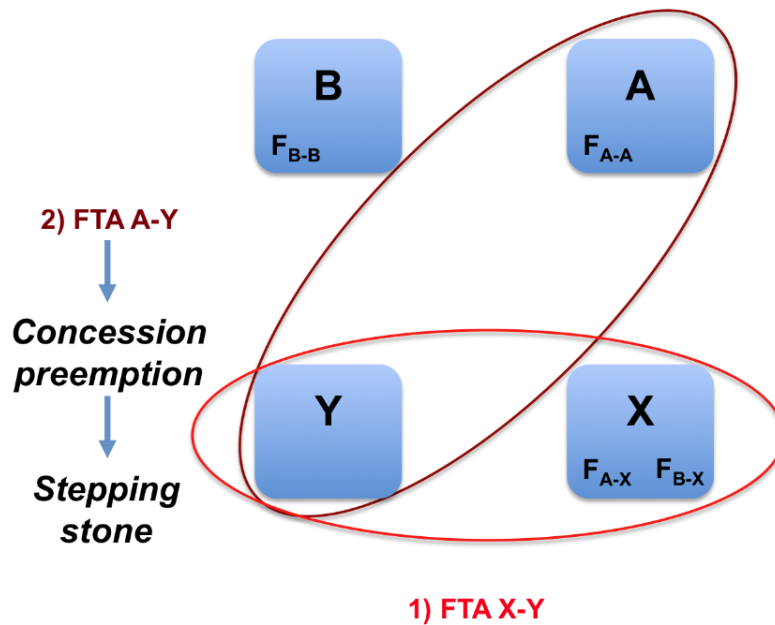 B
A
F_B-B
F_A-A
2) FTA A-Y
Concession
preemption
Y
X
F_A-X F_B-X
Stepping
stone
1) FTA X-Y